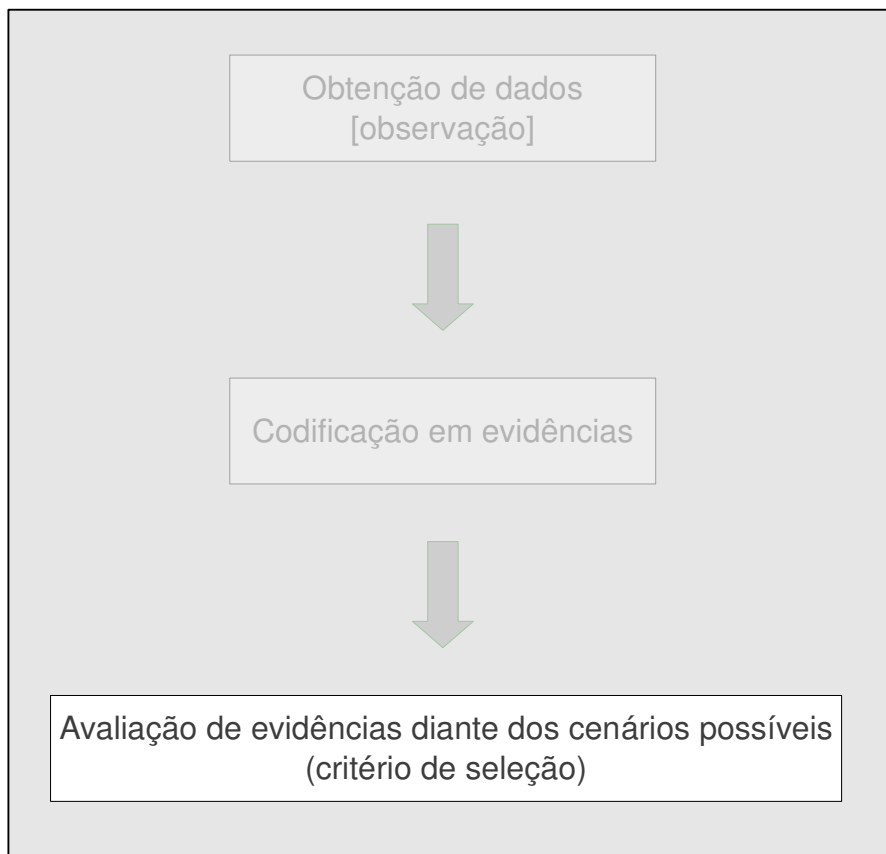 Obtenção de dados
[observação]
Codificação em evidências
Avaliação de evidências diante dos cenários possíveis
(critério de seleção)